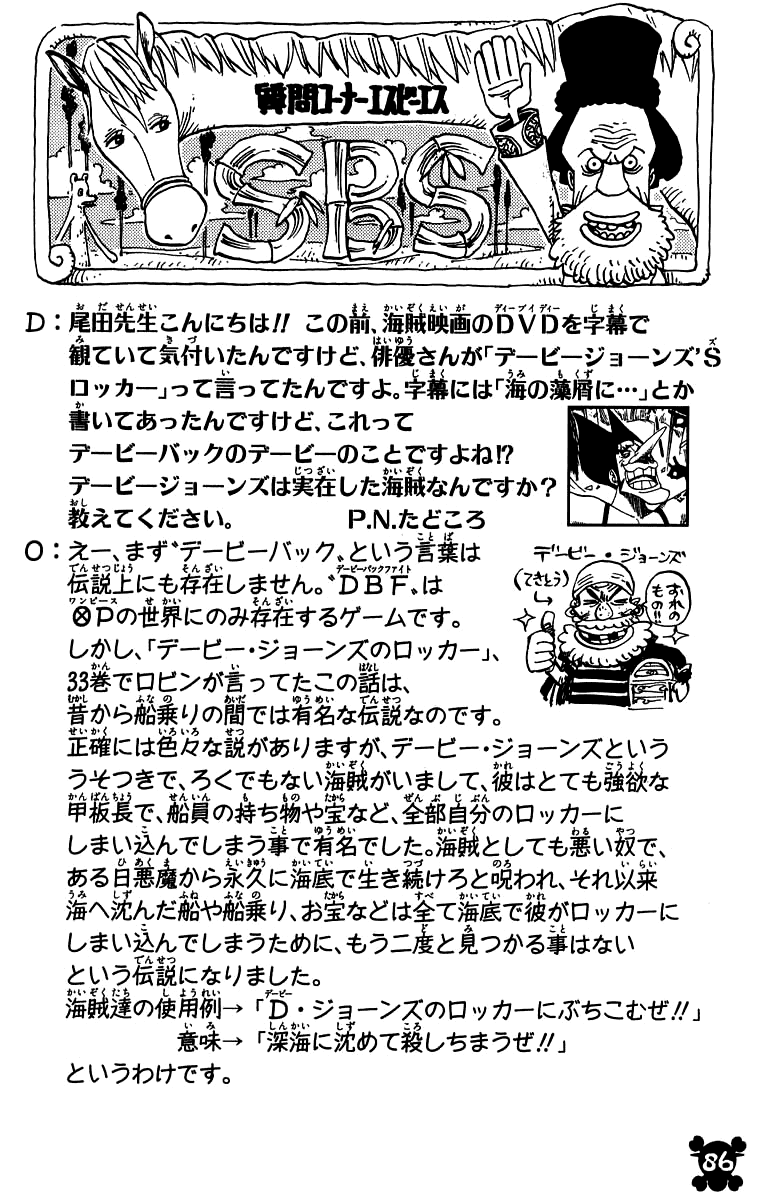 質問コーナーエスビーエス
SBS
D：尾田先生こんにちは!! この前、海賊映画のDVDを字幕で
観ていて気付いたんですけど、俳優さんが「デービージョーンズ'S
ロッカー」って言ってたんですよ。字幕には「海の藻屑に…」とか
書いてあったんですけど、これって
デービーバックのデービーのことですよね!?
デービージョーンズは実在した海賊なんですか?
教えてください。 P.N.たどころ
O：えー、まず〝デービーバック〟という言葉は
伝説上にも存在しません。〝DBF〟は
ⓧPの世界にのみ存在するゲームです。
しかし、「デービー・ジョーンズのロッカー」、
33巻でロビンが言ってたこの話は、
昔から船乗りの間では有名な伝説なのです。
正確には色々な説がありますが、デービー・ジョーンズという
うそつきで、ろくでもない海賊がいまして、彼はとても強欲な
甲板長で、船員の持ち物や宝など、全部自分のロッカーに
しまい込んでしまう事で有名でした。海賊としても悪い奴で、
ある日悪魔から永久に海底で生き続けろと呪われ、それ以来
海へ沈んだ船や船乗り、お宝などは全て海底で彼がロッカーに
しまい込んでしまうために、もう二度と見つかる事はない
という伝説になりました。
海賊達の使用例→「D・ジョーンズのロッカーにぶちこむぜ!!」
意味→「深海に沈めて殺しちまうぜ!!」
というわけです。
デービー・ジョーンズ
(てきとう)
おれのもの!!
86